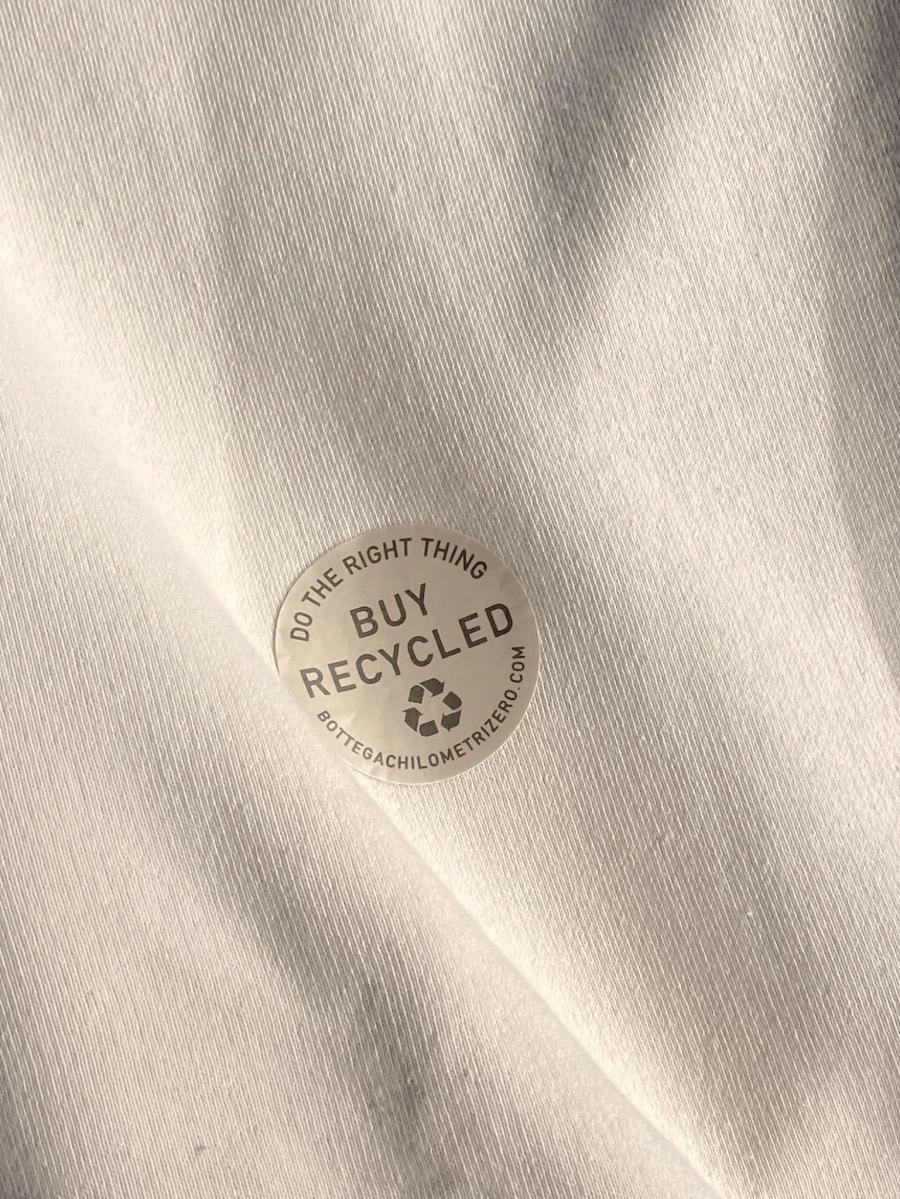 DO THE RIGHT THING
BUY
RECYCLED
BOTTEGACHILOMETRIZERO.COM